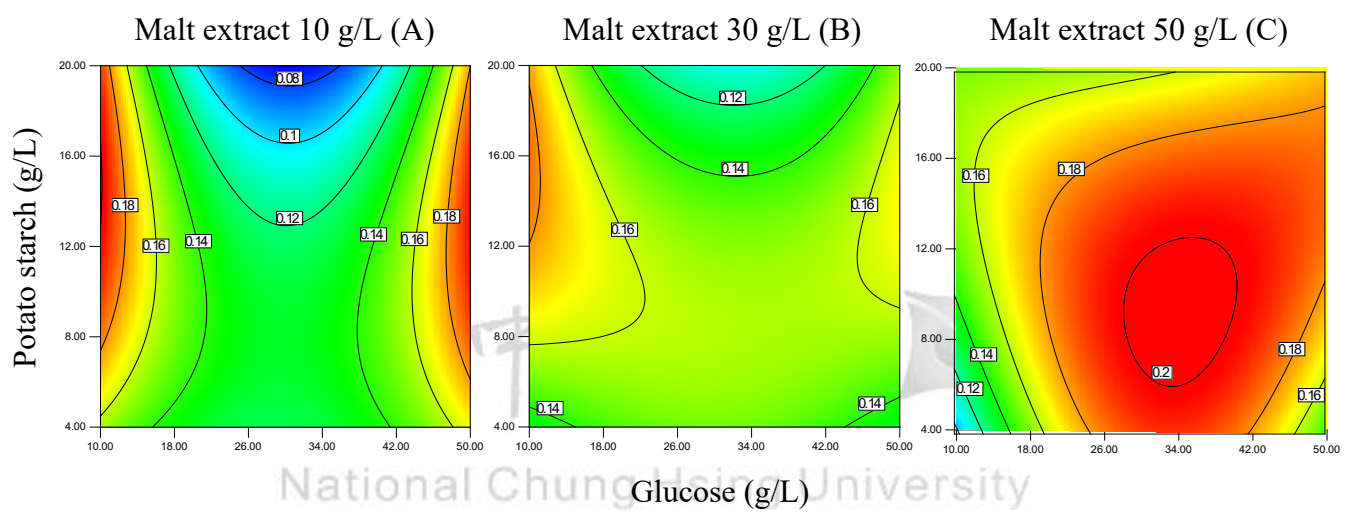 Malt extract 10 g/L (A) Malt extract 30 g/L (B) Malt extract 50 g/L (C)
Potato starch (g/L)
20.00 16.00 12.00 8.00 4.00
10.00 18.00 26.00 34.00 42.00 50.00
0.08
0.1
0.12
0.18 0.16 0.14 0.14 0.16 0.18
20.00 16.00 12.00 8.00 4.00
10.00 18.00 26.00 34.00 42.00 50.00
0.12
0.14
0.16 0.16
0.14 0.14
20.00 16.00 12.00 8.00 4.00
10.00 18.00 26.00 34.00 42.00 50.00
0.16 0.18
0.14 0.18
0.12 0.2 0.16
National Chung Hsing University
Glucose (g/L)